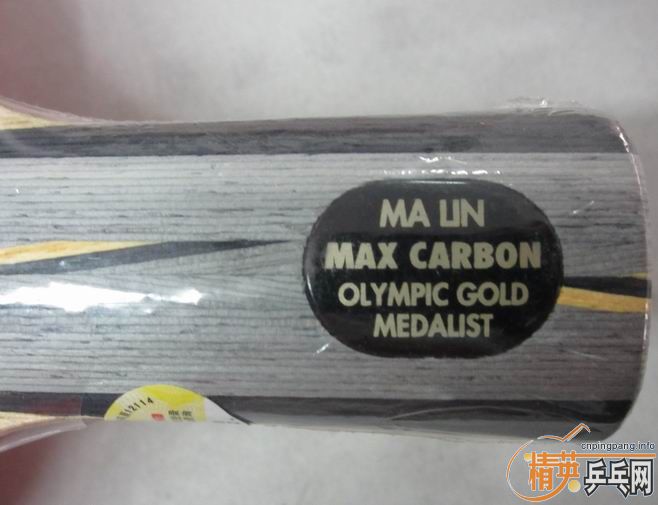 MA LIN
MAX CARBON
OLYMPIC GOLD
MEDALIST
cnpingpang.info
精英乒乓网